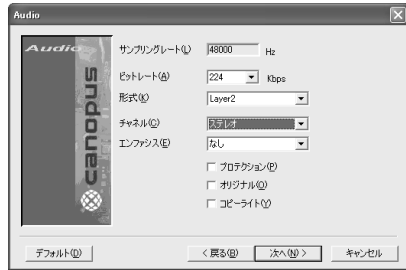 Audio
Audio
canopus
サンプリングレート(L) 48000 Hz
ビットレート(A) 224 Kbps
形式(K) Layer2
チャネル(C) ステレオ
エンファシス(E) なし
プロテクション(P)
オリジナル(O)
コピーライト(Y)
デフォルト(D) < 戻る(B) 次へ(N) > キャンセル